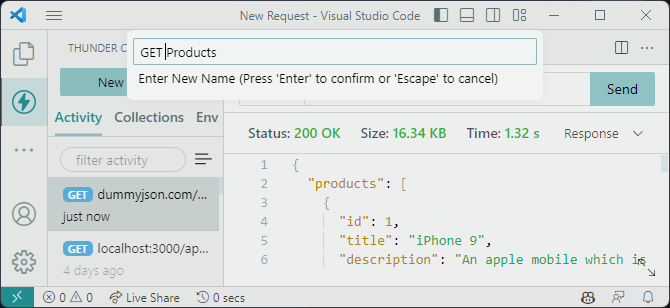 New Request - Visual Studio Code
THUNDER C
GET Products
Enter New Name (Press 'Enter' to confirm or 'Escape' to cancel)
New
Send
Activity Collections Env
Status: 200 OK Size: 16.34 KB Time: 1.32 s Response
filter activity
GET dummyjson.com/...
just now
GET localhost:3000/ap...
4 days ago
1 {
2 "products": [
3 {
4 "id": 1,
5 "title": "iPhone 9",
6 "description": "An apple mobile which is
0 0 Live Share 0 secs